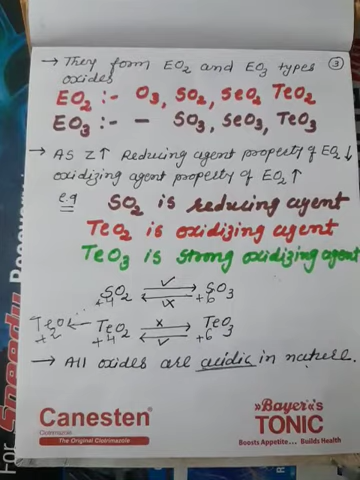 → They form EO2 and EO3 types ③
oxides
EO2 :- O3, SO2, SeO2 TeO2
EO3 :- - SO3, SeO3, TeO3
→ As Z↑ Reducing agent property of EO2 ↓
oxidizing agent property of EO2 ↑
e.g SO2 is reducing agent
TeO2 is oxidizing agent
TeO3 is strong oxidizing agent
SO2 ⇌ SO3
+4 +6
TeO ← TeO2 ⇌ TeO3
+2 +4 +6
→ All oxides are acidic in nature.
Canesten
Clotrimazole
The Original Clotrimazole
Bayer's
TONIC
Boosts Appetite... Builds Health
For Speedy Recovery